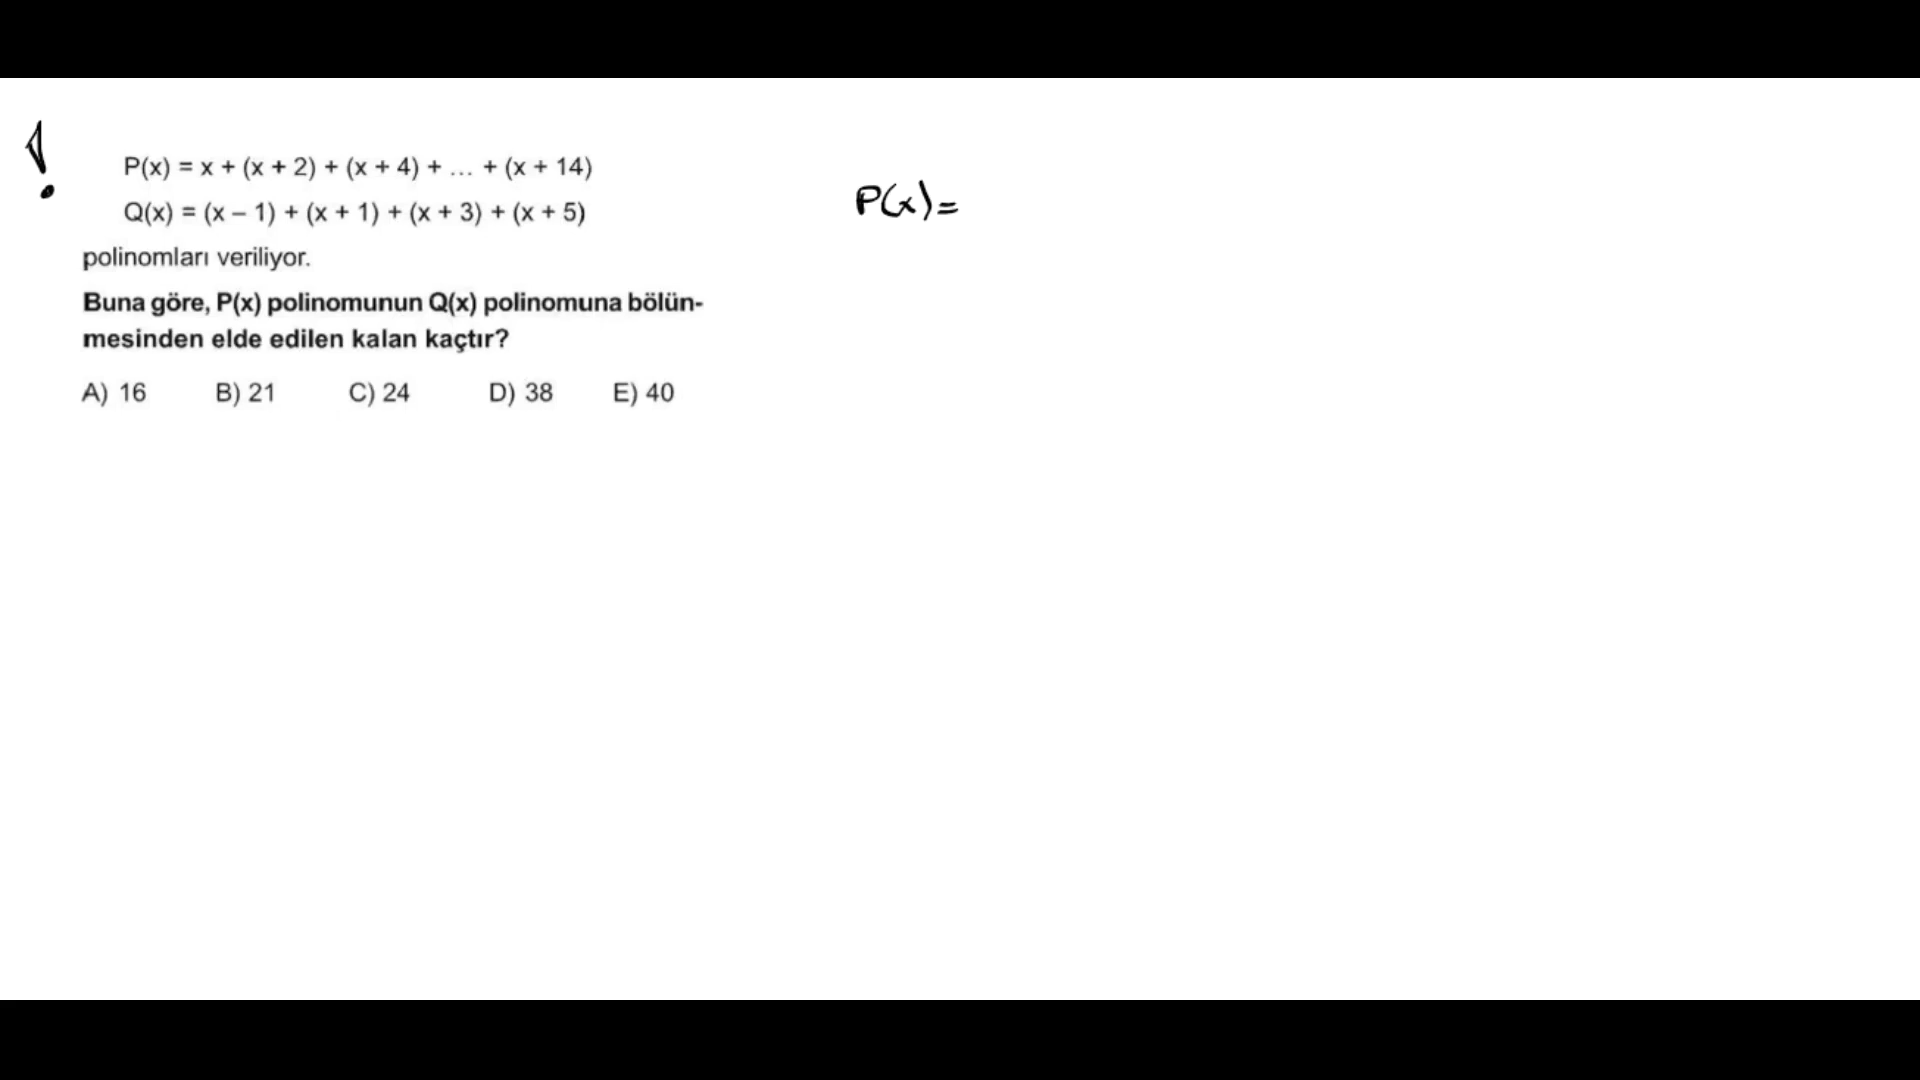 !
P(x) = x + (x + 2) + (x + 4) + ... + (x + 14)
Q(x) = (x – 1) + (x + 1) + (x + 3) + (x + 5)
P(x) =
polinomları veriliyor.
Buna göre, P(x) polinomunun Q(x) polinomuna bölün-
mesinden elde edilen kalan kaçtır?
A) 16 B) 21 C) 24 D) 38 E) 40